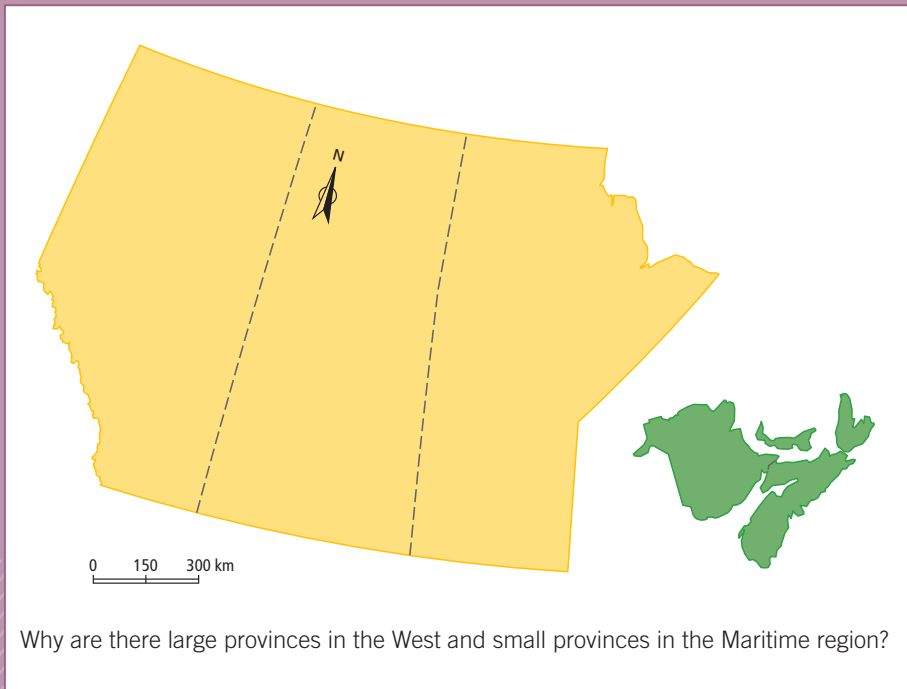 N
0 150 300 km
Why are there large provinces in the West and small provinces in the Maritime region?